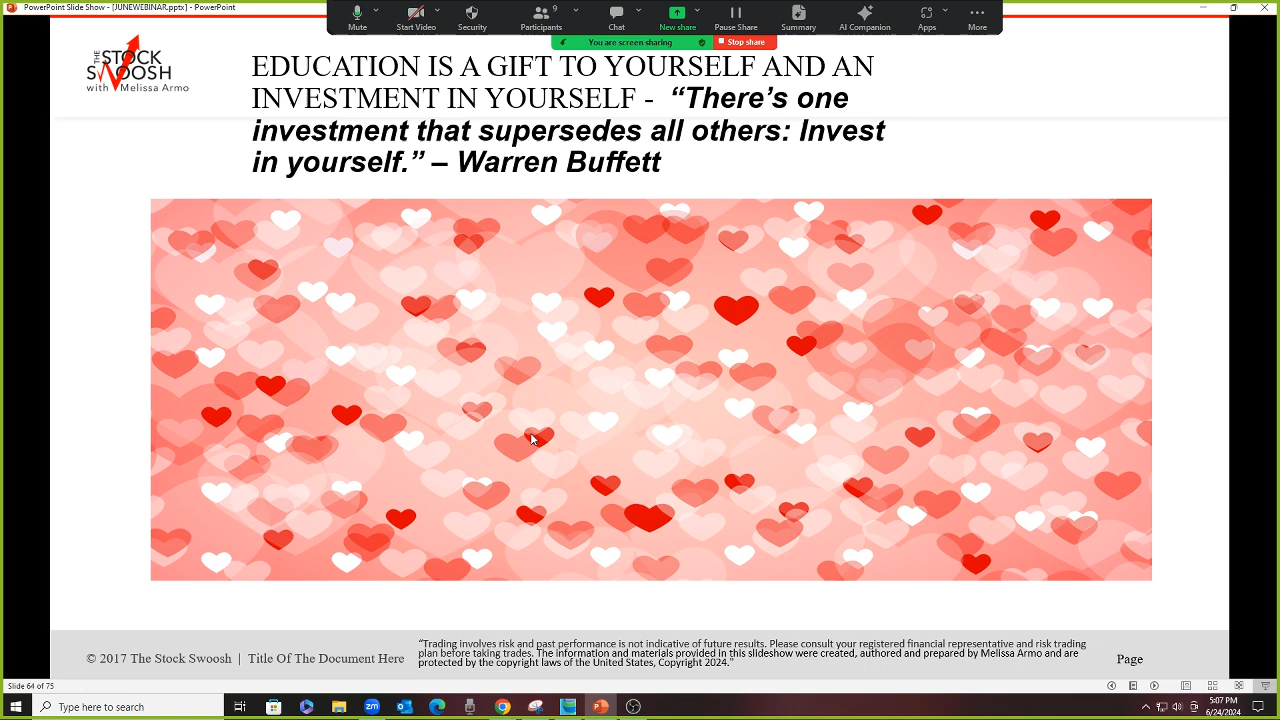 PowerPoint Slide Show - [JUNEWEBINAR.pptx] - PowerPoint
Mute
Start Video
Security
9
Participants
Chat
New share
Pause Share
Summary
AI Companion
Apps
More
You are screen sharing
Stop share
THE STOCK
SWOOSH
with Melissa Armo
EDUCATION IS A GIFT TO YOURSELF AND AN
INVESTMENT IN YOURSELF - “There’s one
investment that supersedes all others: Invest
in yourself.” – Warren Buffett
“Trading involves risk and past performance is not indicative of future results. Please consult your registered financial representative and risk trading
plan before taking trades. The information and materials provided in this slideshow were created, authored and prepared by Melissa Armo and are
protected by the copyright laws of the United States, Copyright 2024.”
© 2017 The Stock Swoosh | Title Of The Document Here
Page
Slide 64 of 75
Type here to search
5:07 PM
6/24/2024